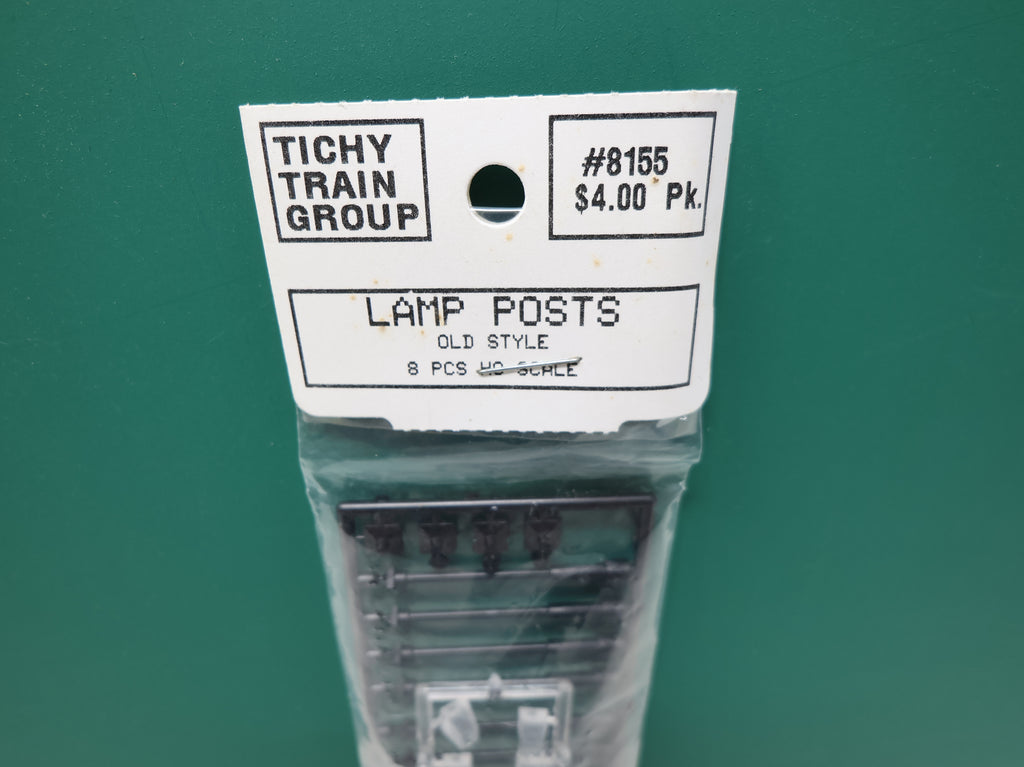 TICHY
TRAIN
GROUP
#8155
$4.00 Pk.
LAMP POSTS
OLD STYLE
8 PCS HO SCALE